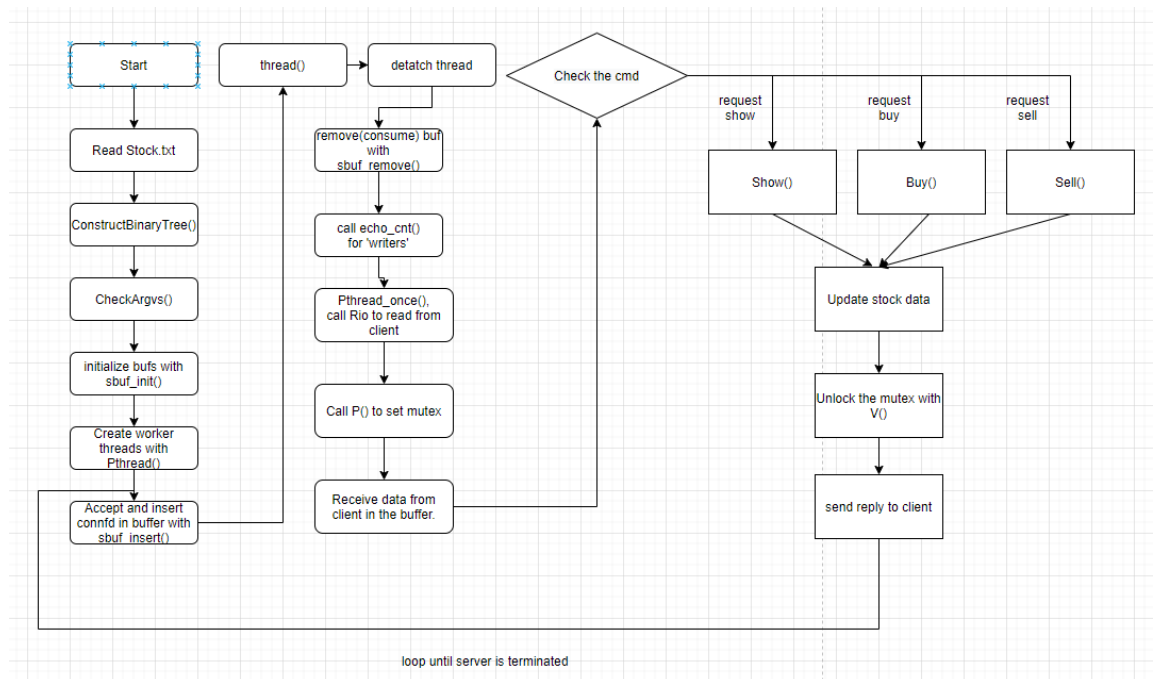 Start
Read Stock.txt
ConstructBinaryTree()
CheckArgvs()
initialize bufs with
sbuf_init()
Create worker
threads with
Pthread()
Accept and insert
connfd in buffer with
sbuf_insert()
thread()
detatch thread
remove(consume) buf
with
sbuf_remove()
call echo_cnt()
for 'writers'
Pthread_once(),
call Rio to read from
client
Call P() to set mutex
Receive data from
client in the buffer.
Check the cmd
request
show
request
buy
request
sell
Show()
Buy()
Sell()
Update stock data
Unlock the mutex with
V()
send reply to client
loop until server is terminated